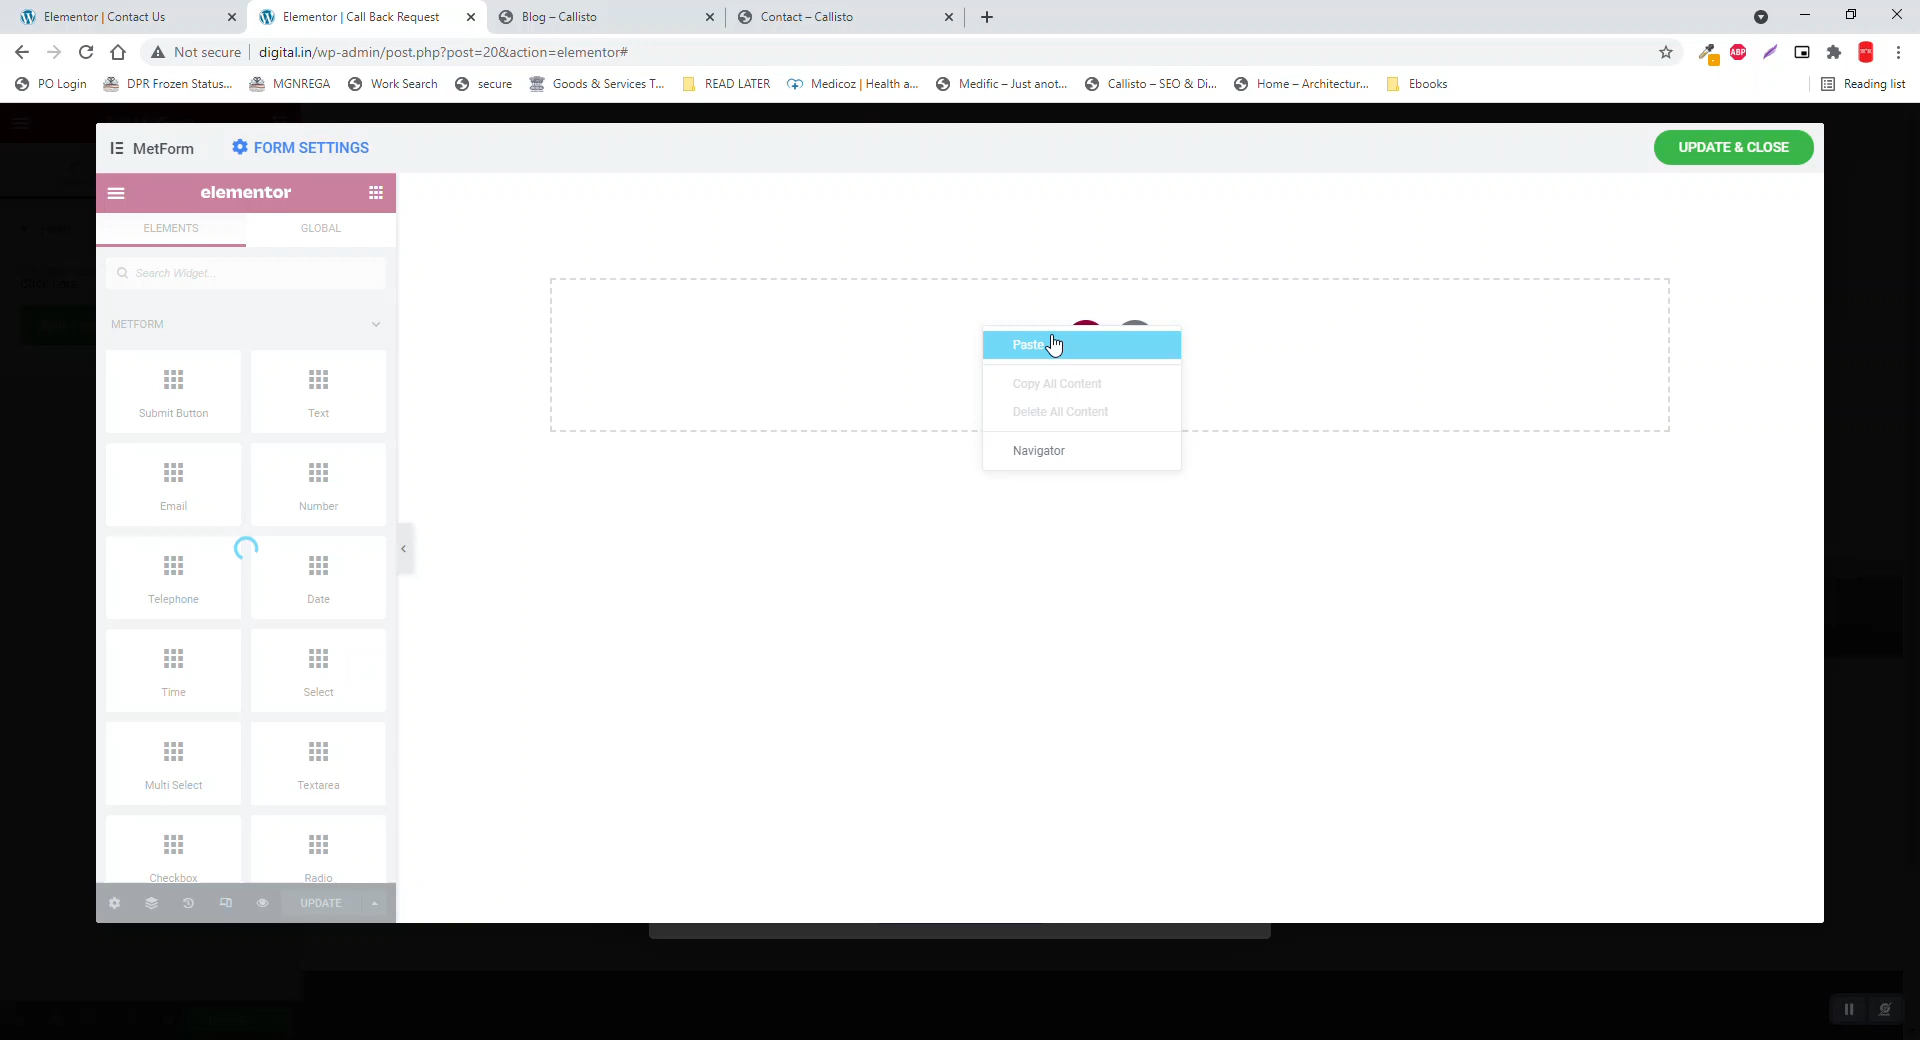 Elementor | Contact Us
Elementor | Call Back Request
Blog – Callisto
Contact – Callisto
Not secure
digital.in/wp-admin/post.php?post=20&action=elementor#
ABP
PO Login
DPR Frozen Status...
MGNREGA
Work Search
secure
Goods & Services T...
READ LATER
Medicoz | Health a...
Medific – Just anot...
Callisto – SEO & Di...
Home – Architectur...
Ebooks
Reading list
MetForm
FORM SETTINGS
UPDATE & CLOSE
elementor
ELEMENTS
GLOBAL
Search Widget...
METFORM
Submit Button
Text
Email
Number
Telephone
Date
Time
Select
Multi Select
Textarea
Checkbox
Radio
UPDATE
Paste
Copy All Content
Delete All Content
Navigator